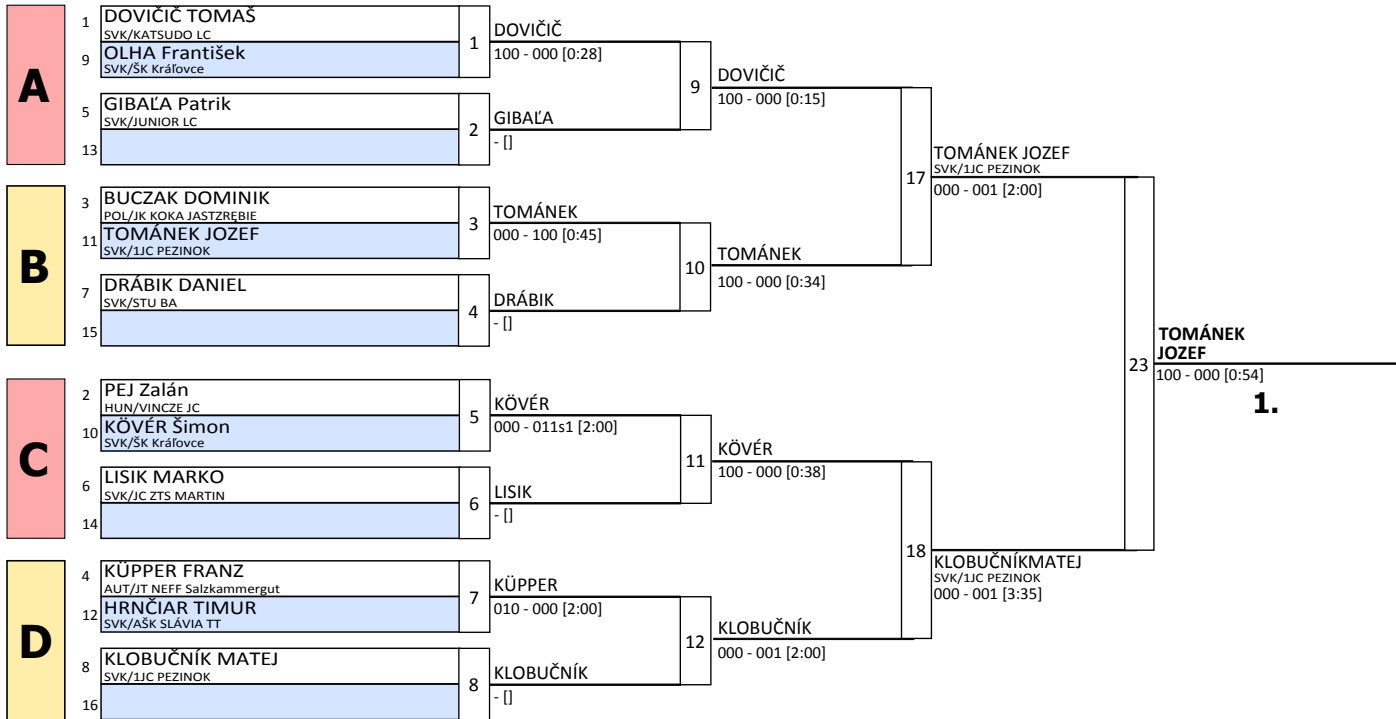 A
1
DOVIČIČ TOMAŠ
SVK/KATSUDO LC
9
OLHA František
SVK/ŠK Kráľovce
1
DOVIČIČ
100 - 000 [0:28]
5
GIBAĽA Patrik
SVK/JUNIOR LC
13
2
GIBAĽA
- []
9
DOVIČIČ
100 - 000 [0:15]
B
3
BUCZAK DOMINIK
POL/JK KOKA JASTZRĘBIE
11
TOMÁNEK JOZEF
SVK/1JC PEZINOK
3
TOMÁNEK
000 - 100 [0:45]
7
DRÁBIK DANIEL
SVK/STU BA
15
4
DRÁBIK
- []
10
TOMÁNEK
100 - 000 [0:34]
17
TOMÁNEK JOZEF
SVK/1JC PEZINOK
000 - 001 [2:00]
C
2
PEJ Zalán
HUN/VINCZE JC
10
KÖVÉR Šimon
SVK/ŠK Kráľovce
5
KÖVÉR
000 - 011s1 [2:00]
6
LISIK MARKO
SVK/JC ZTS MARTIN
14
6
LISIK
- []
11
KÖVÉR
100 - 000 [0:38]
D
4
KÜPPER FRANZ
AUT/JT NEFF Salzkammergut
12
HRNČIAR TIMUR
SVK/AŠK SLÁVIA TT
7
KÜPPER
010 - 000 [2:00]
8
KLOBUČNÍK MATEJ
SVK/1JC PEZINOK
16
8
KLOBUČNÍK
- []
12
KLOBUČNÍK
000 - 001 [2:00]
18
KLOBUČNÍKMATEJ
SVK/1JC PEZINOK
000 - 001 [3:35]
23
TOMÁNEK
JOZEF
100 - 000 [0:54]
1.